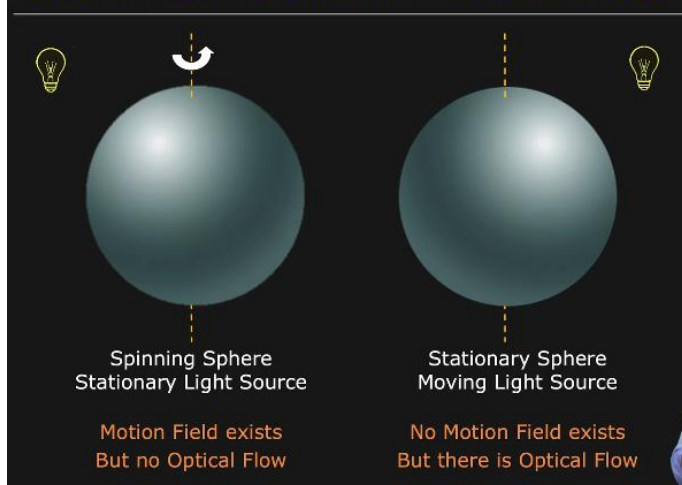 Spinning Sphere
Stationary Light Source
Motion Field exists
But no Optical Flow
Stationary Sphere
Moving Light Source
No Motion Field exists
But there is Optical Flow